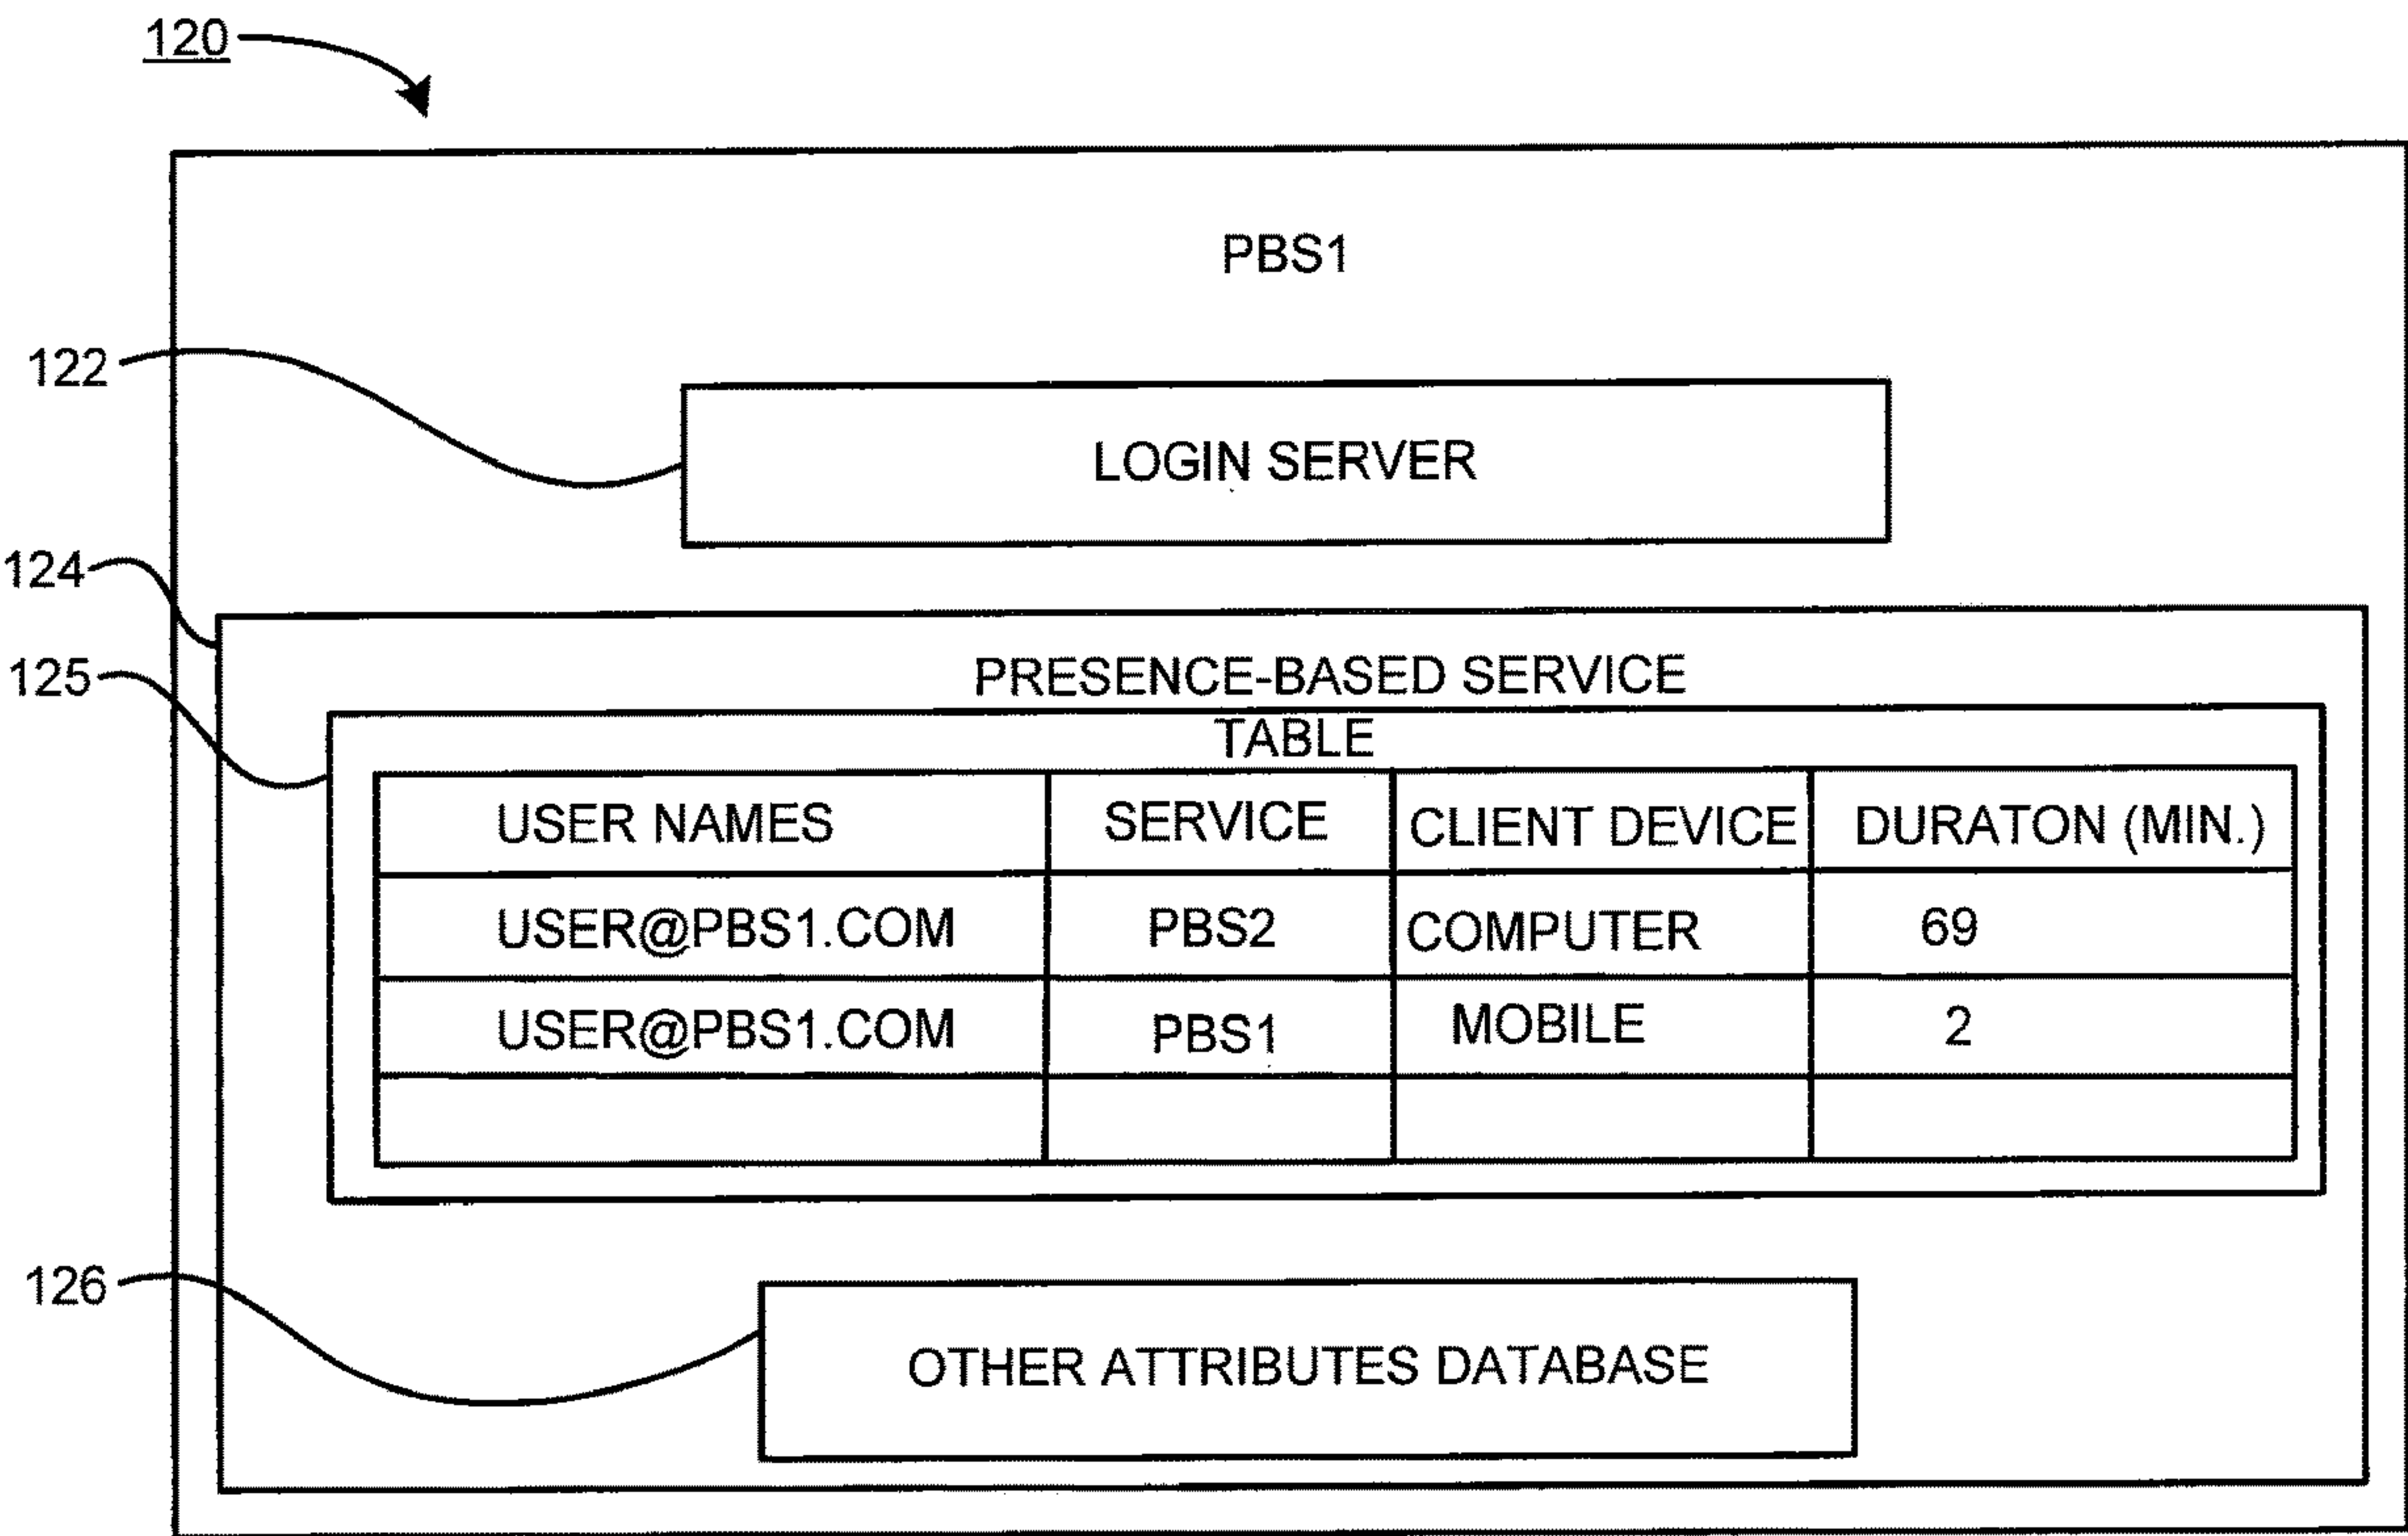 120
PBS1
122
LOGIN SERVER
124
PRESENCE-BASED SERVICE
125
TABLE
USER NAMES SERVICE CLIENT DEVICE DURATON (MIN.)
USER@PBS1.COM PBS2 COMPUTER 69
USER@PBS1.COM PBS1 MOBILE 2
126
OTHER ATTRIBUTES DATABASE